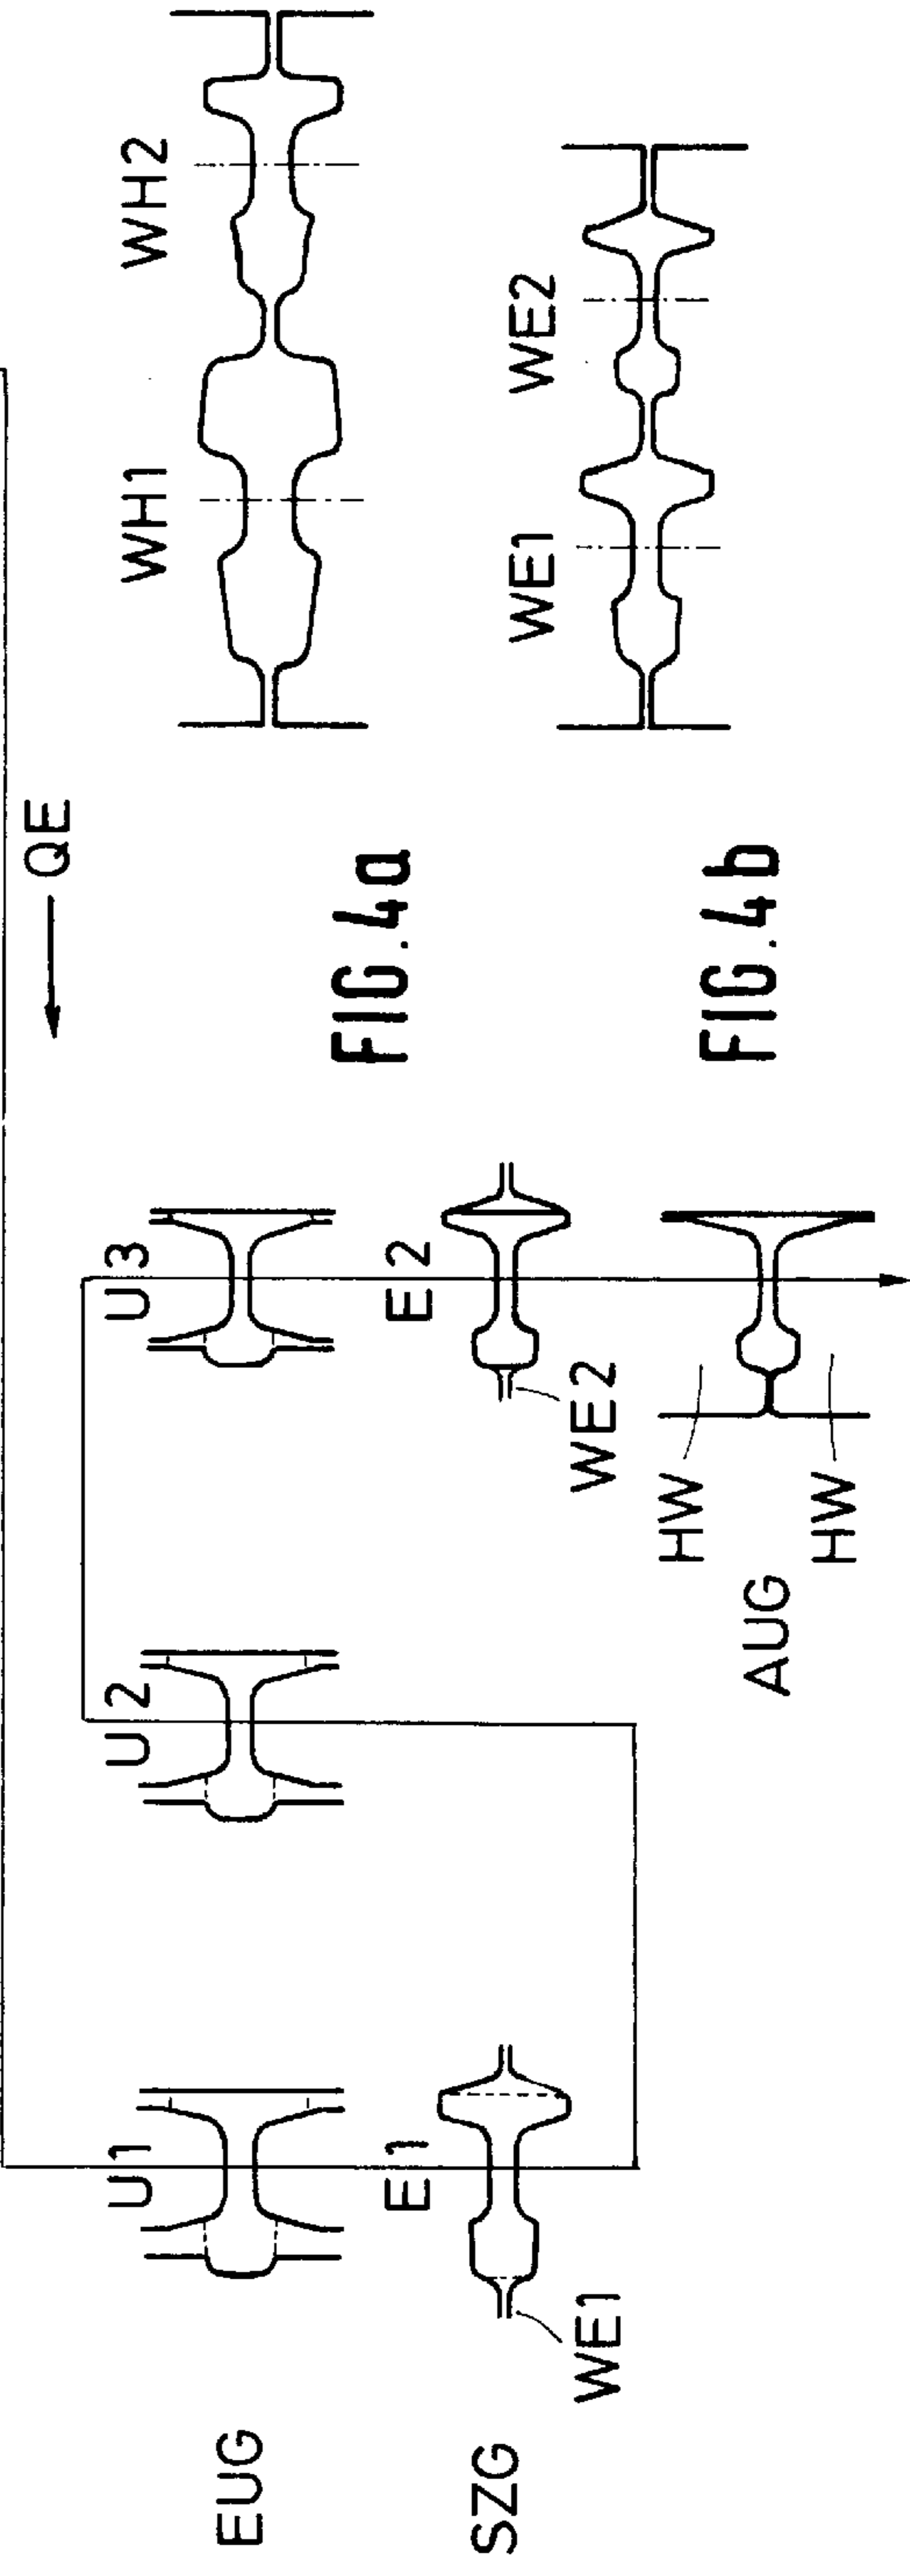 WH1
WH2
QE
FIG.4a
WE1
WE2
FIG.4b
EUG
U1
U2
U3
SZG
E1
E2
WE1
WE2
HW
HW
AUG